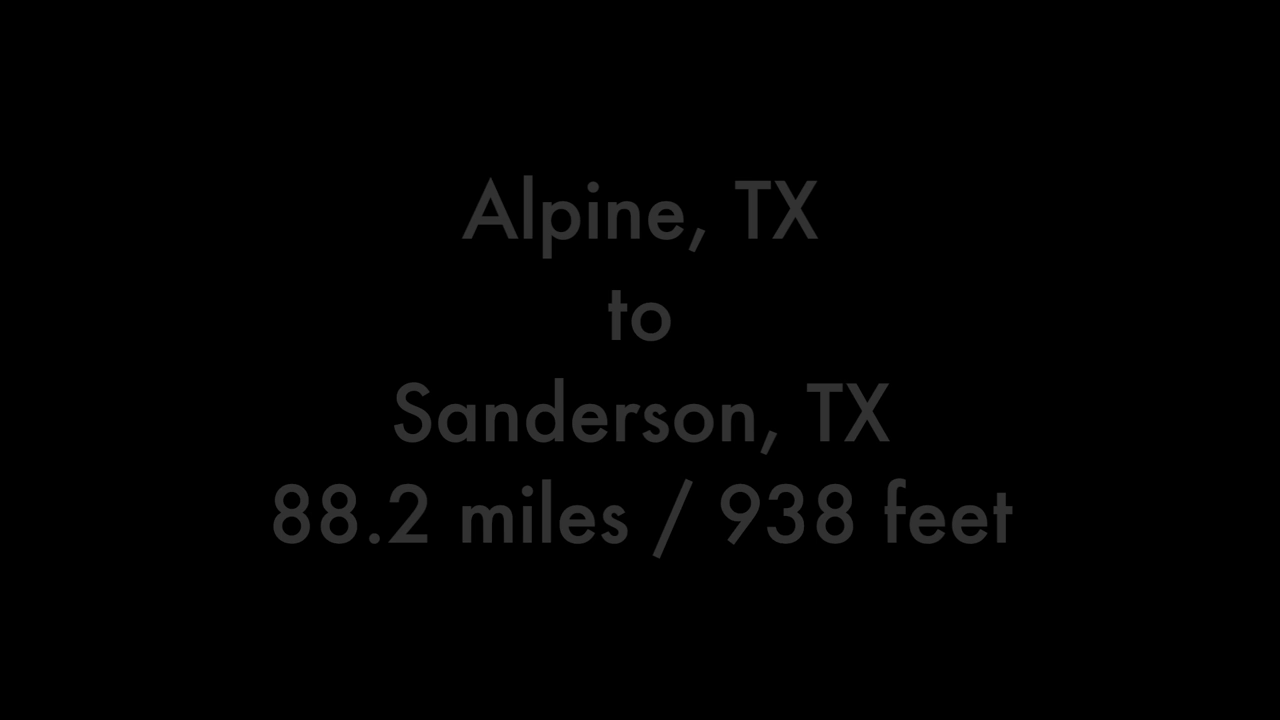 Alpine, TX
to
Sanderson, TX
88.2 miles / 938 feet